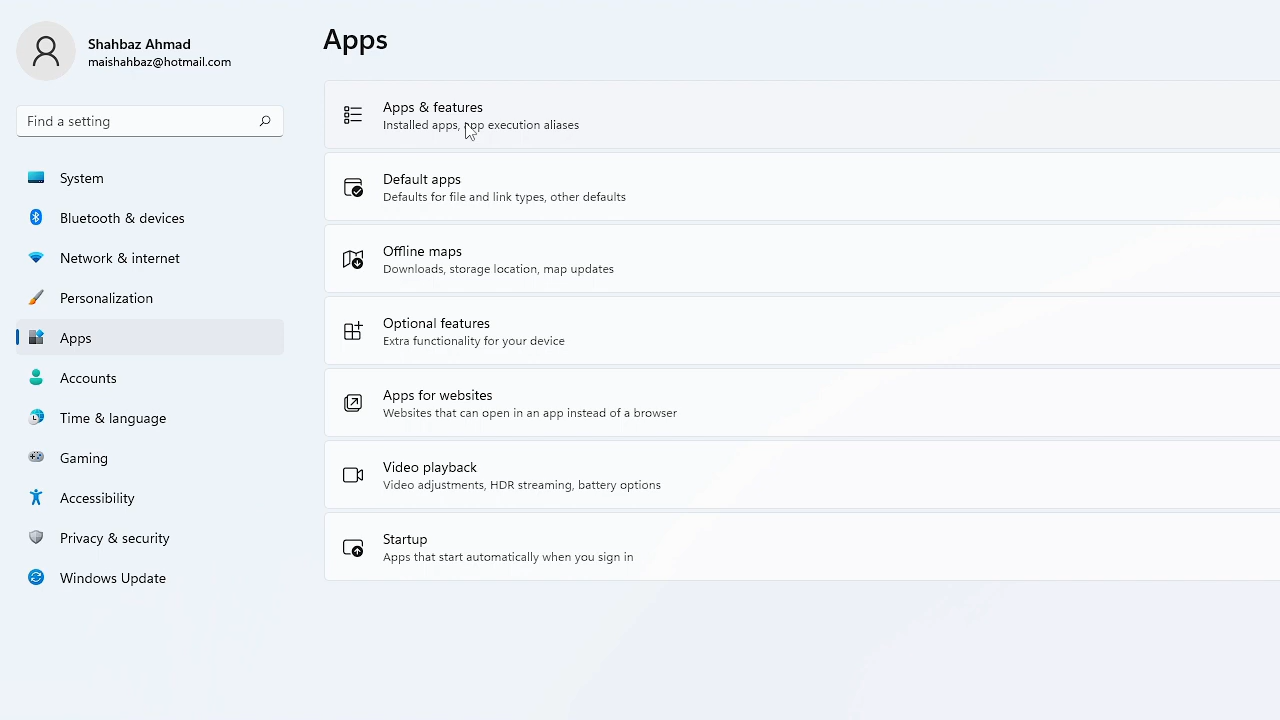 Shahbaz Ahmad
maishahbaz@hotmail.com
Find a setting
System
Bluetooth & devices
Network & internet
Personalization
Apps
Accounts
Time & language
Gaming
Accessibility
Privacy & security
Windows Update
Apps
Apps & features
Installed apps, app execution aliases
Default apps
Defaults for file and link types, other defaults
Offline maps
Downloads, storage location, map updates
Optional features
Extra functionality for your device
Apps for websites
Websites that can open in an app instead of a browser
Video playback
Video adjustments, HDR streaming, battery options
Startup
Apps that start automatically when you sign in